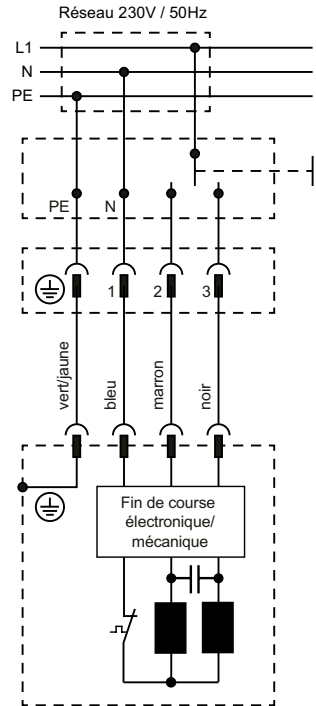 Réseau 230V / 50Hz
L1
N
PE
PE
N
1
2
3
vert/jaune
bleu
marron
noir
Fin de course
électronique/
mécanique